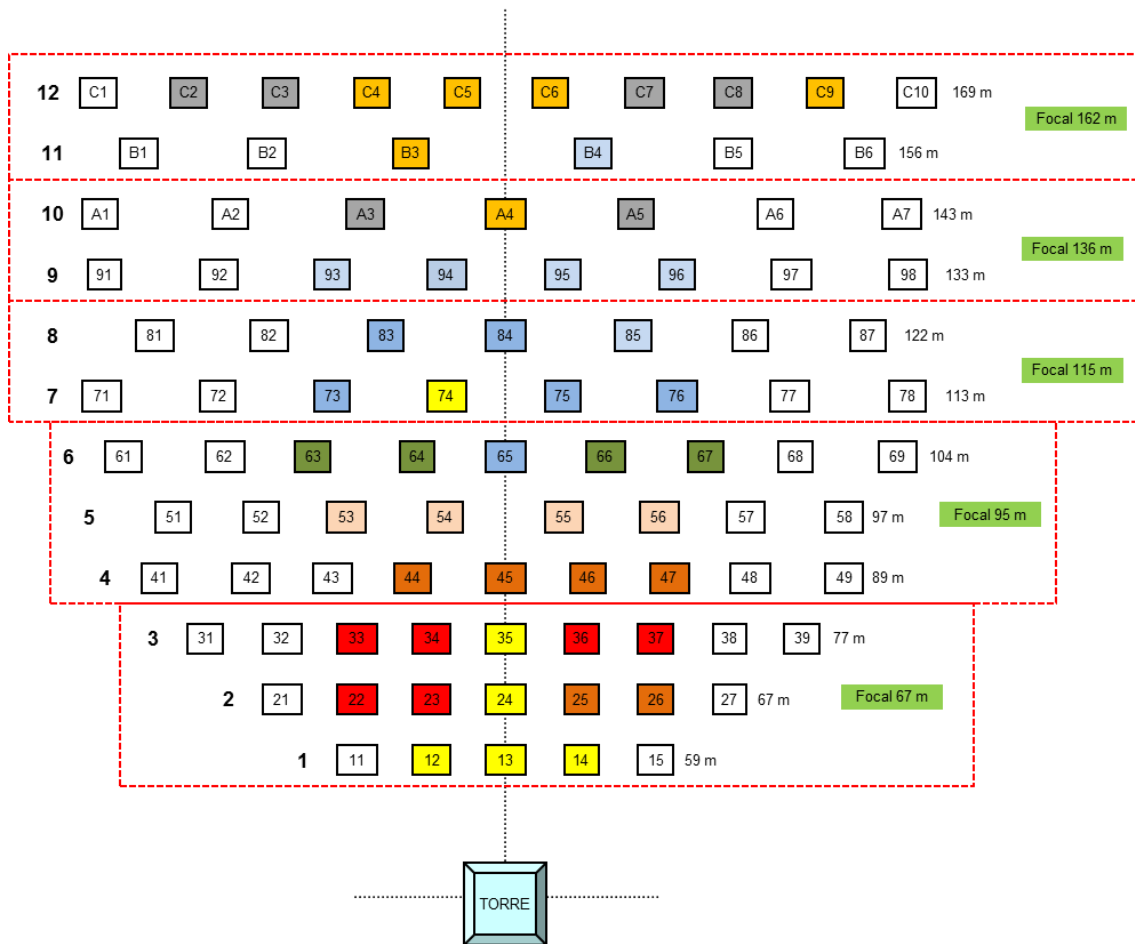 12 C1 C2 C3 C4 C5 C6 C7 C8 C9 C10 169 m
Focal 162 m
11 B1 B2 B3 B4 B5 B6 156 m
10 A1 A2 A3 A4 A5 A6 A7 143 m
Focal 136 m
9 91 92 93 94 95 96 97 98 133 m
8 81 82 83 84 85 86 87 122 m
Focal 115 m
7 71 72 73 74 75 76 77 78 113 m
6 61 62 63 64 65 66 67 68 69 104 m
5 51 52 53 54 55 56 57 58 97 m Focal 95 m
4 41 42 43 44 45 46 47 48 49 89 m
3 31 32 33 34 35 36 37 38 39 77 m
2 21 22 23 24 25 26 27 67 m Focal 67 m
1 11 12 13 14 15 59 m
TORRE